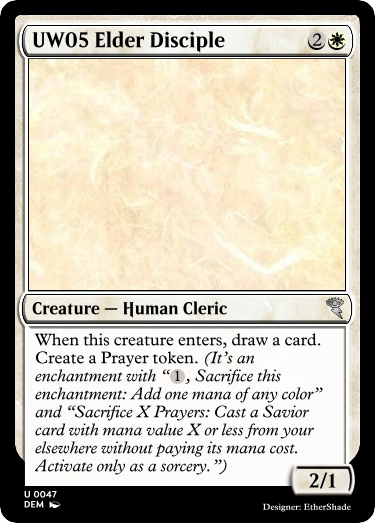 UW05 Elder Disciple
2
Creature — Human Cleric
When this creature enters, draw a card.
Create a Prayer token. (It's an
enchantment with “1, Sacrifice this
enchantment: Add one mana of any color”
and “Sacrifice X Prayers: Cast a Savior
card with mana value X or less from your
elsewhere without paying its mana cost.
Activate only as a sorcery.”)
2/1
U 0047
DEM
Designer: EtherShade